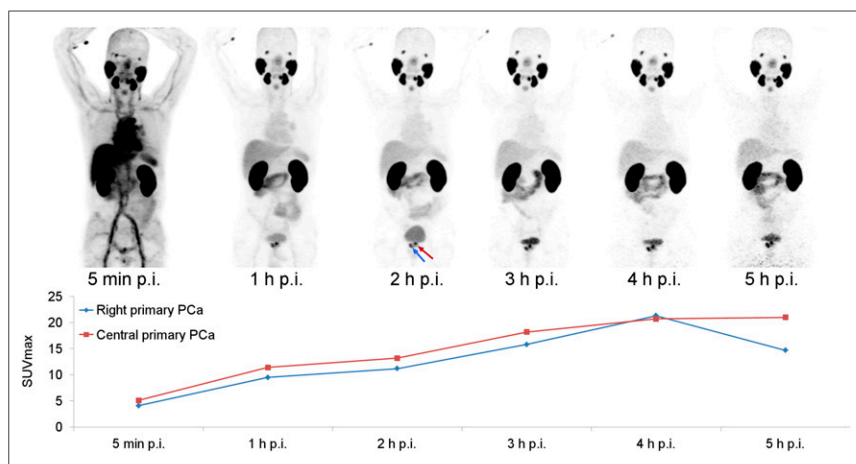 5 min p.i. 1 h p.i. 2 h p.i. 3 h p.i. 4 h p.i. 5 h p.i.
25
Right primary PCa
20
Central primary PCa
15
SUVmax
10
5
0
5 min p.i. 1 h p.i. 2 h p.i. 3 h p.i. 4 h p.i. 5 h p.i.